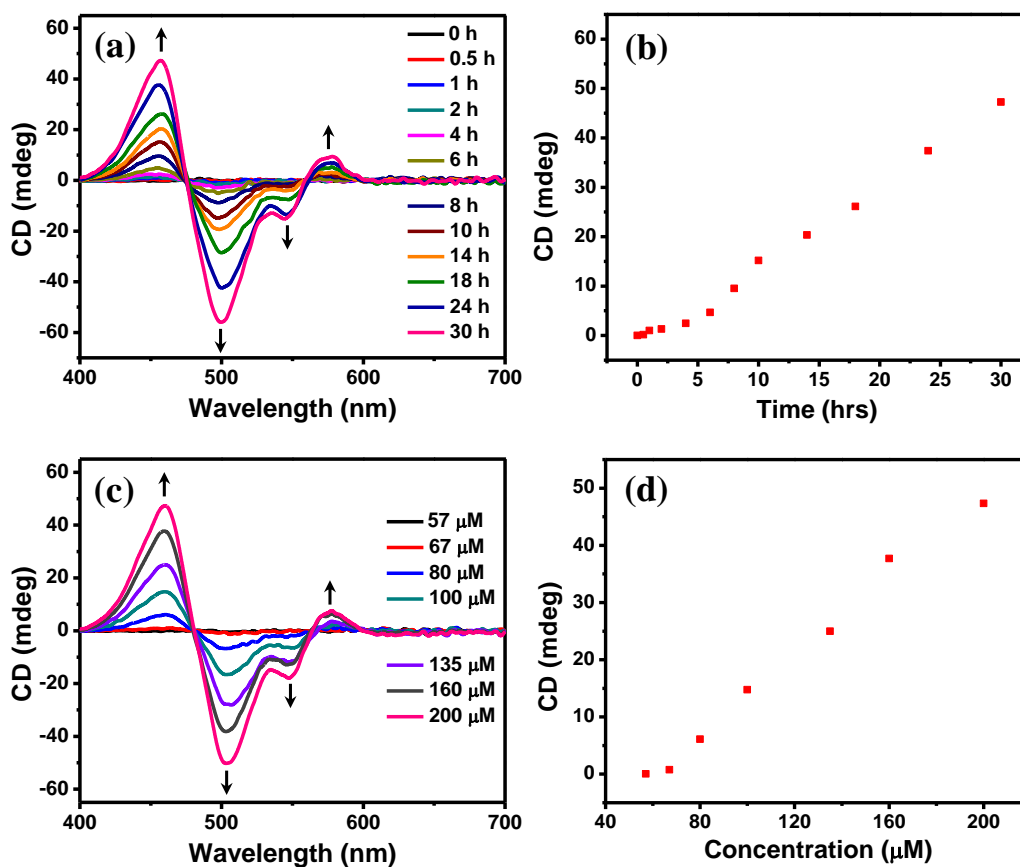 (a)
0 h
0.5 h
1 h
2 h
4 h
6 h
8 h
10 h
14 h
18 h
24 h
30 h
40
20
0
-20
-40
-60
400
500
600
700
CD (mdeg)
Wavelength (nm)
(b)
60
50
40
30
20
10
0
0
5
10
15
20
25
30
CD (mdeg)
Time (hrs)
(c)
57 μM
67 μM
80 μM
100 μM
135 μM
160 μM
200 μM
60
40
20
0
-20
-40
-60
400
500
600
700
CD (mdeg)
Wavelength (nm)
(d)
50
40
30
20
10
0
40
80
120
160
200
CD (mdeg)
Concentration (μM)